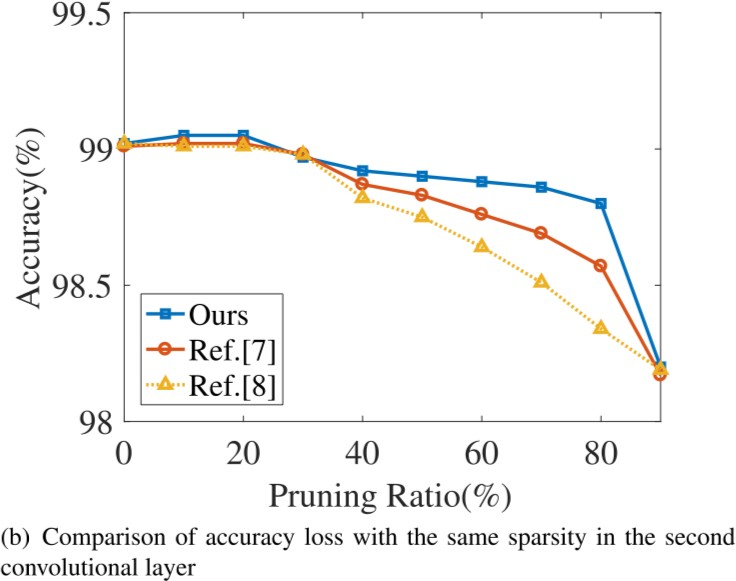 99.5
99
98.5
98
Accuracy(%)
Ours
Ref.[7]
Ref.[8]
0 20 40 60 80
Pruning Ratio(%)
(b) Comparison of accuracy loss with the same sparsity in the second
convolutional layer